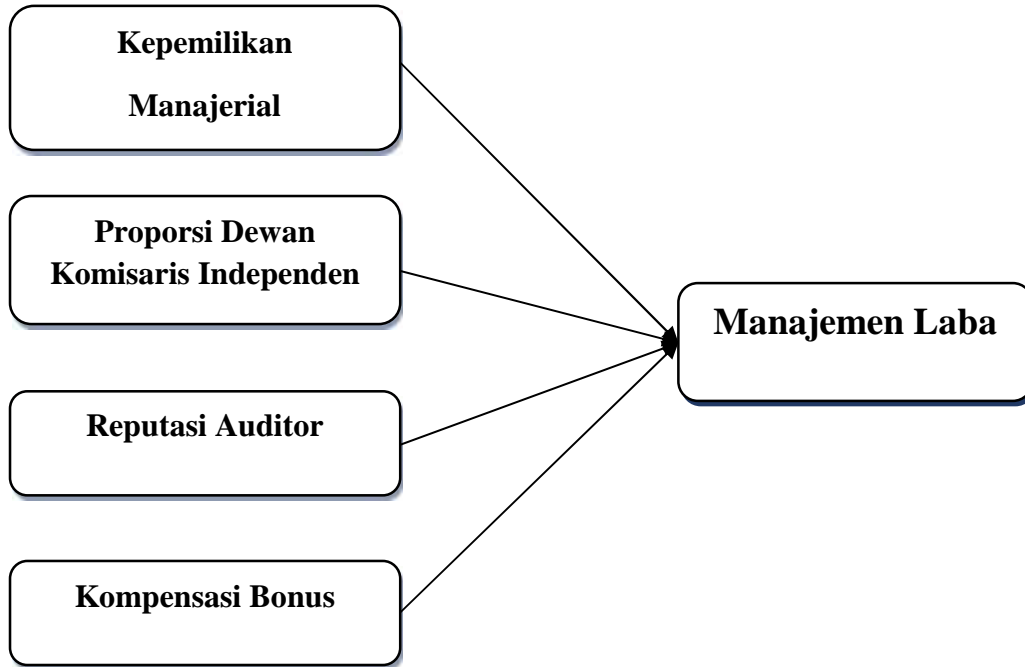 Kepemilikan
Manajerial
Proporsi Dewan
Komisaris Independen
Manajemen Laba
Reputasi Auditor
Kompensasi Bonus